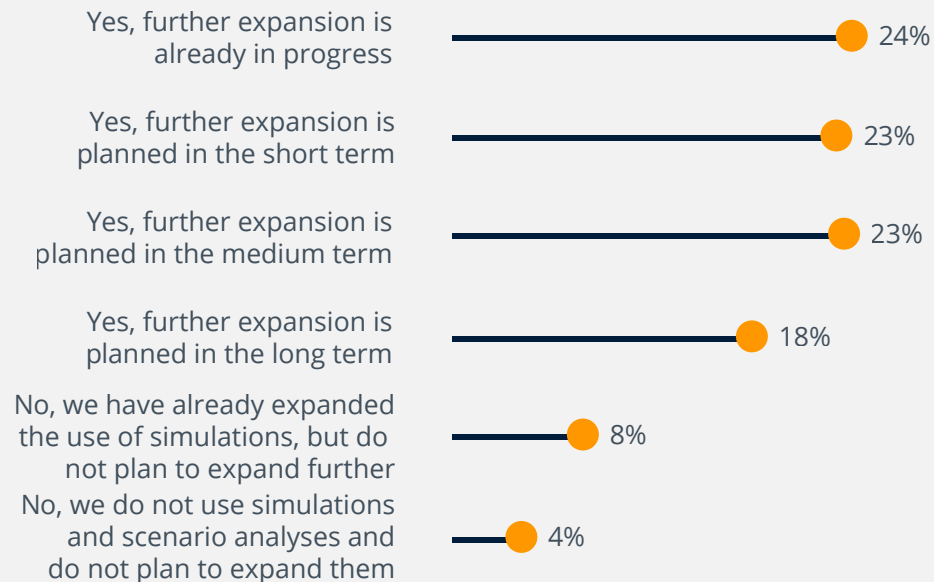 Yes, further expansion is
already in progress
24%
Yes, further expansion is
planned in the short term
23%
Yes, further expansion is
planned in the medium term
23%
Yes, further expansion is
planned in the long term
18%
No, we have already expanded
the use of simulations, but do
not plan to expand further
8%
No, we do not use simulations
and scenario analyses and
do not plan to expand them
4%